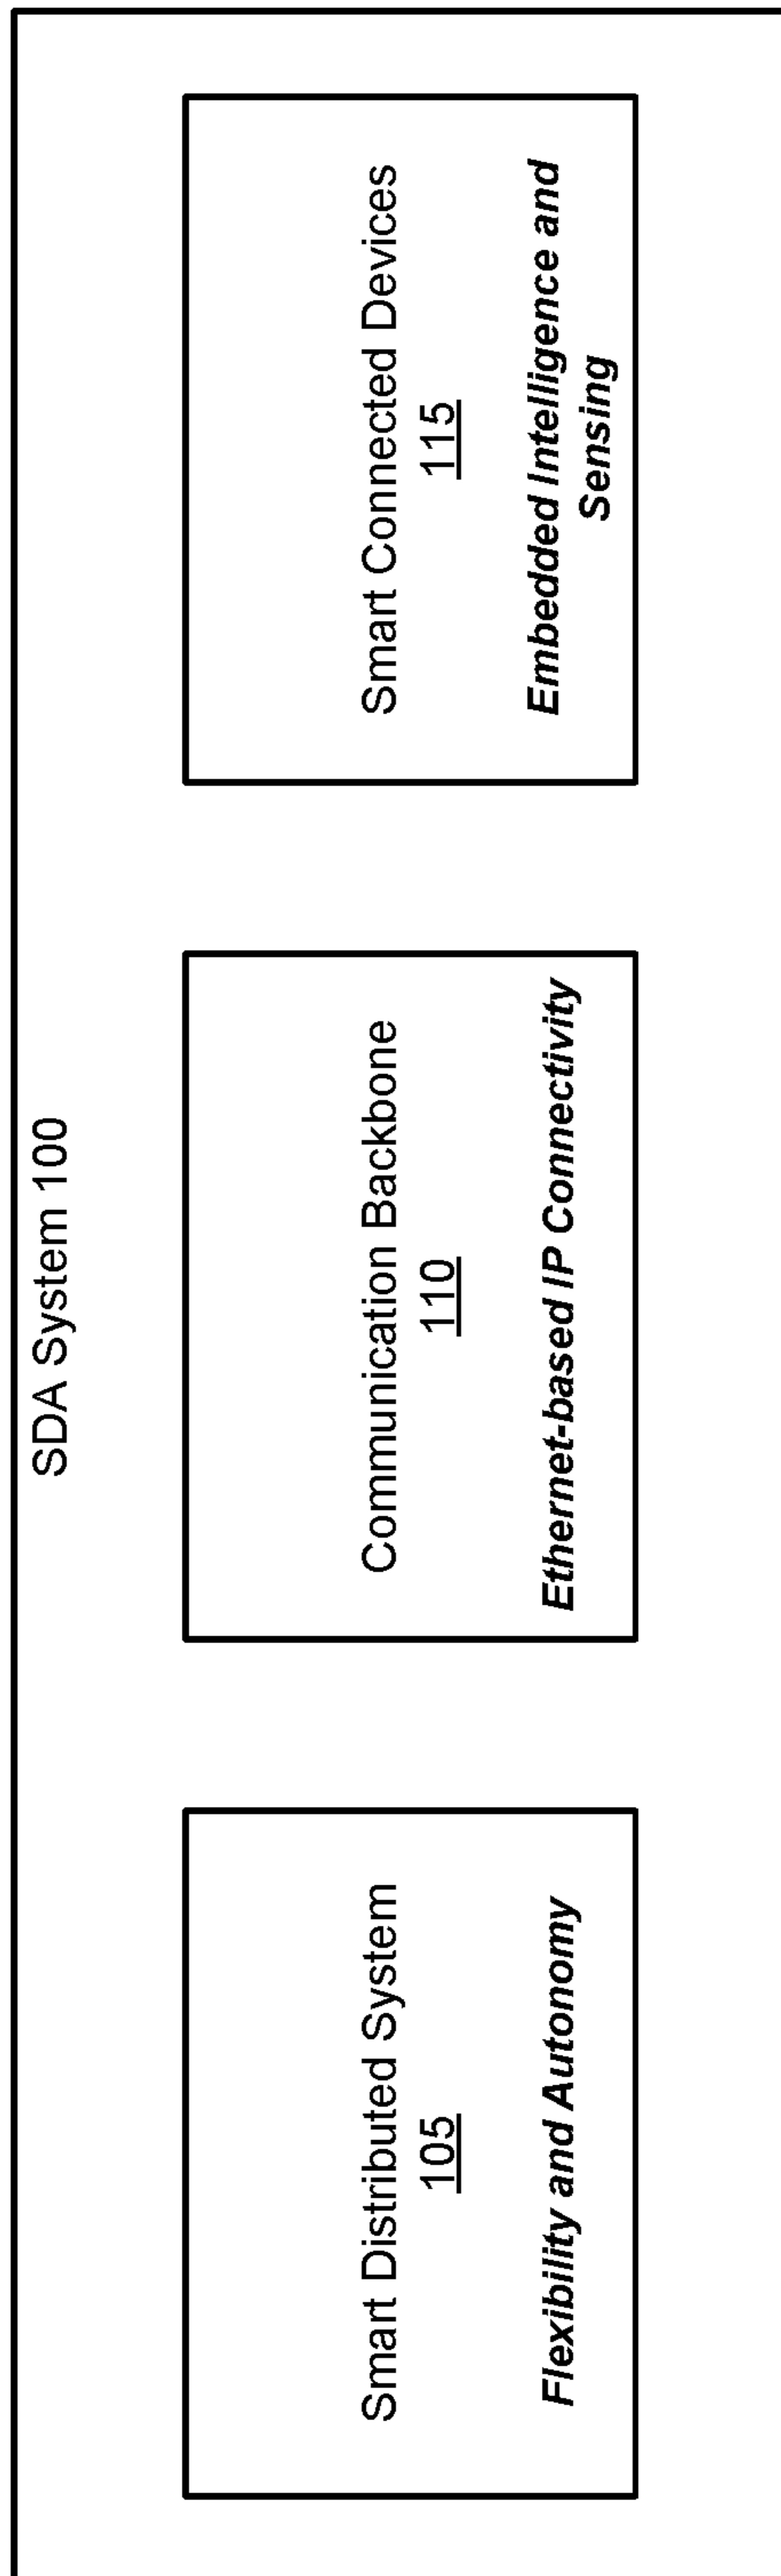 SDA System 100
Smart Distributed System
105
Flexibility and Autonomy
Communication Backbone
110
Ethernet-based IP Connectivity
Smart Connected Devices
115
Embedded Intelligence and
Sensing